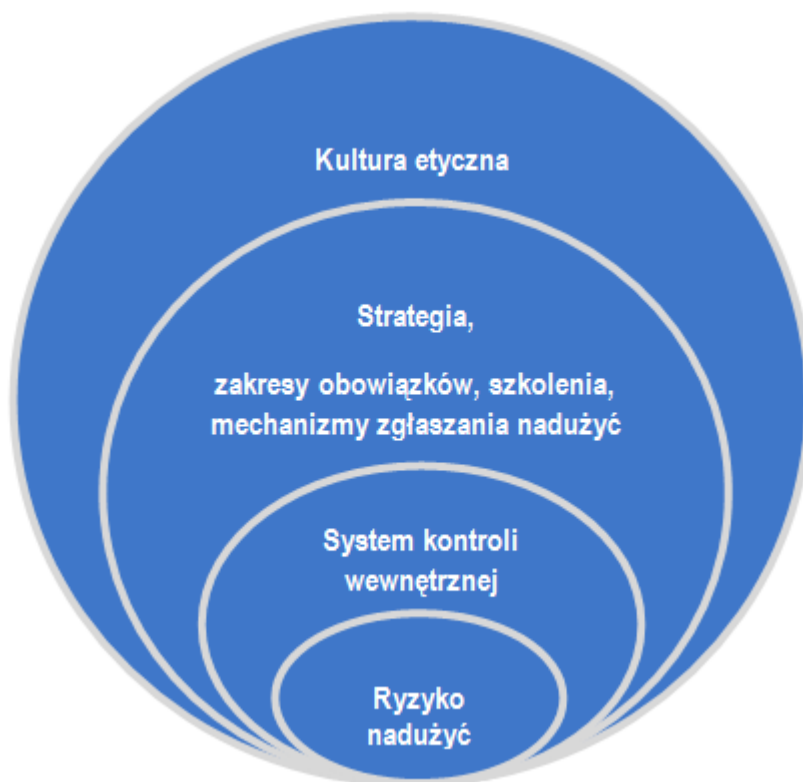 Kultura etyczna
Strategia,
zakresy obowiązków, szkolenia,
mechanizmy zgłaszania nadużyć
System kontroli
wewnętrznej
Ryzyko
nadużyć